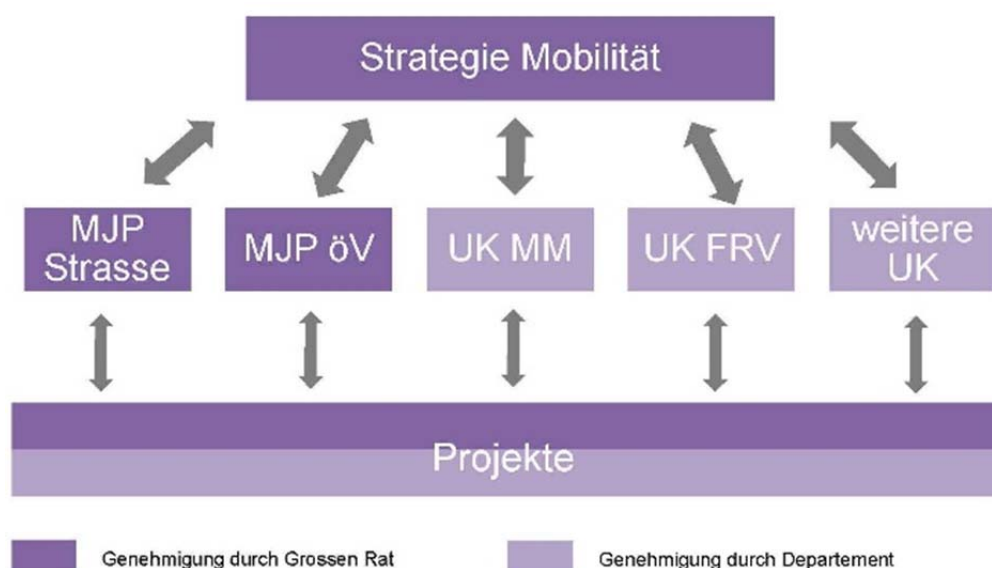 Strategie Mobilität
MJP
Strasse
MJP öV
UK MM
UK FRV
weitere
UK
Projekte
Genehmigung durch Grossen Rat
Genehmigung durch Departement